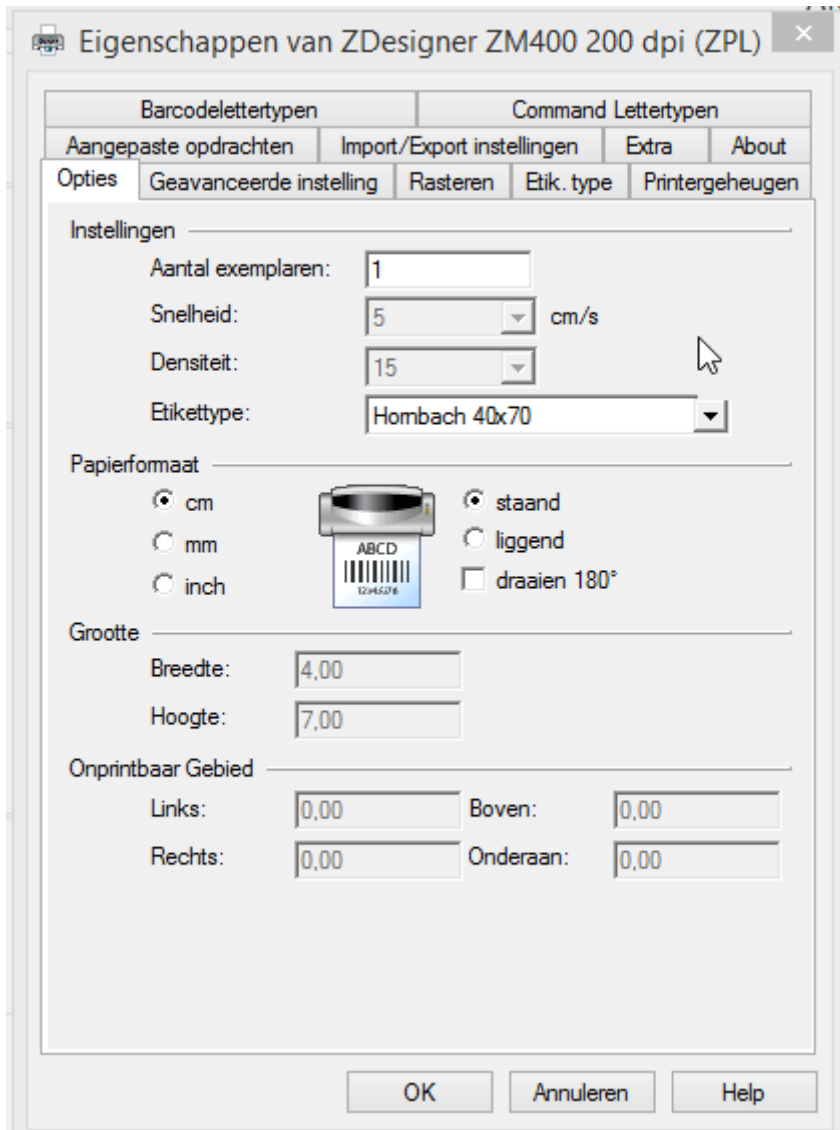 Eigenschappen van ZDesigner ZM400 200 dpi (ZPL)
Barcodelettertypen Command Lettertypen
Aangepaste opdrachten Import/Export instellingen Extra About
Opties Geavanceerde instelling Rasteren Etik. type Printergeheugen
Instellingen
Aantal exemplaren: 1
Snelheid: 5 cm/s
Densiteit: 15
Etikettype: Hornbach 40x70
Papierformaat
cm staand
mm liggend
inch draaien 180°
ABCD
Grootte
Breedte: 4,00
Hoogte: 7,00
Onprintbaar Gebied
Links: 0,00 Boven: 0,00
Rechts: 0,00 Onderaan: 0,00
OK Annuleren Help